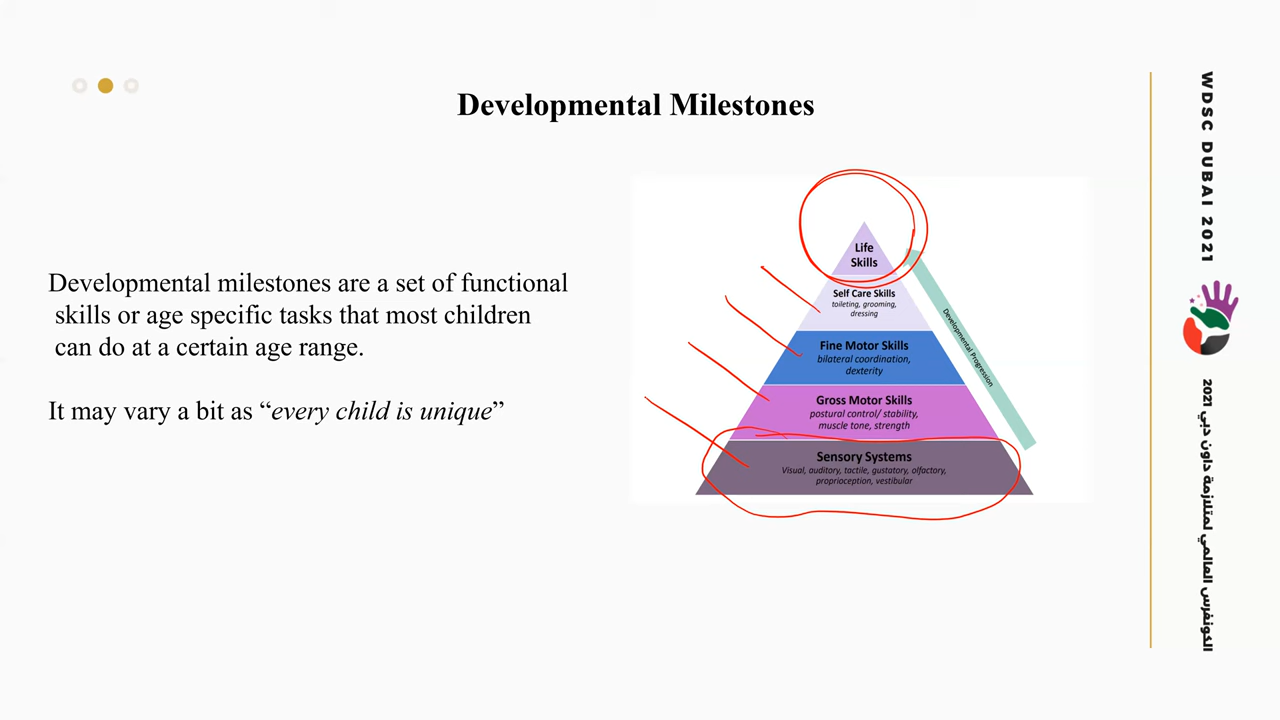 Developmental Milestones
Developmental milestones are a set of functional
skills or age specific tasks that most children
can do at a certain age range.
It may vary a bit as “every child is unique”
Life
Skills
Self Care Skills
toileting, grooming,
dressing
Fine Motor Skills
bilateral coordination,
dexterity
Gross Motor Skills
postural control/ stability,
muscle tone, strength
Sensory Systems
Visual, auditory, tactile, gustatory, olfactory,
proprioception, vestibular
Developmental Progression
WDSC DUBAI 2021
الكونفرس العالمي لمتلازمة داون دبي 2021